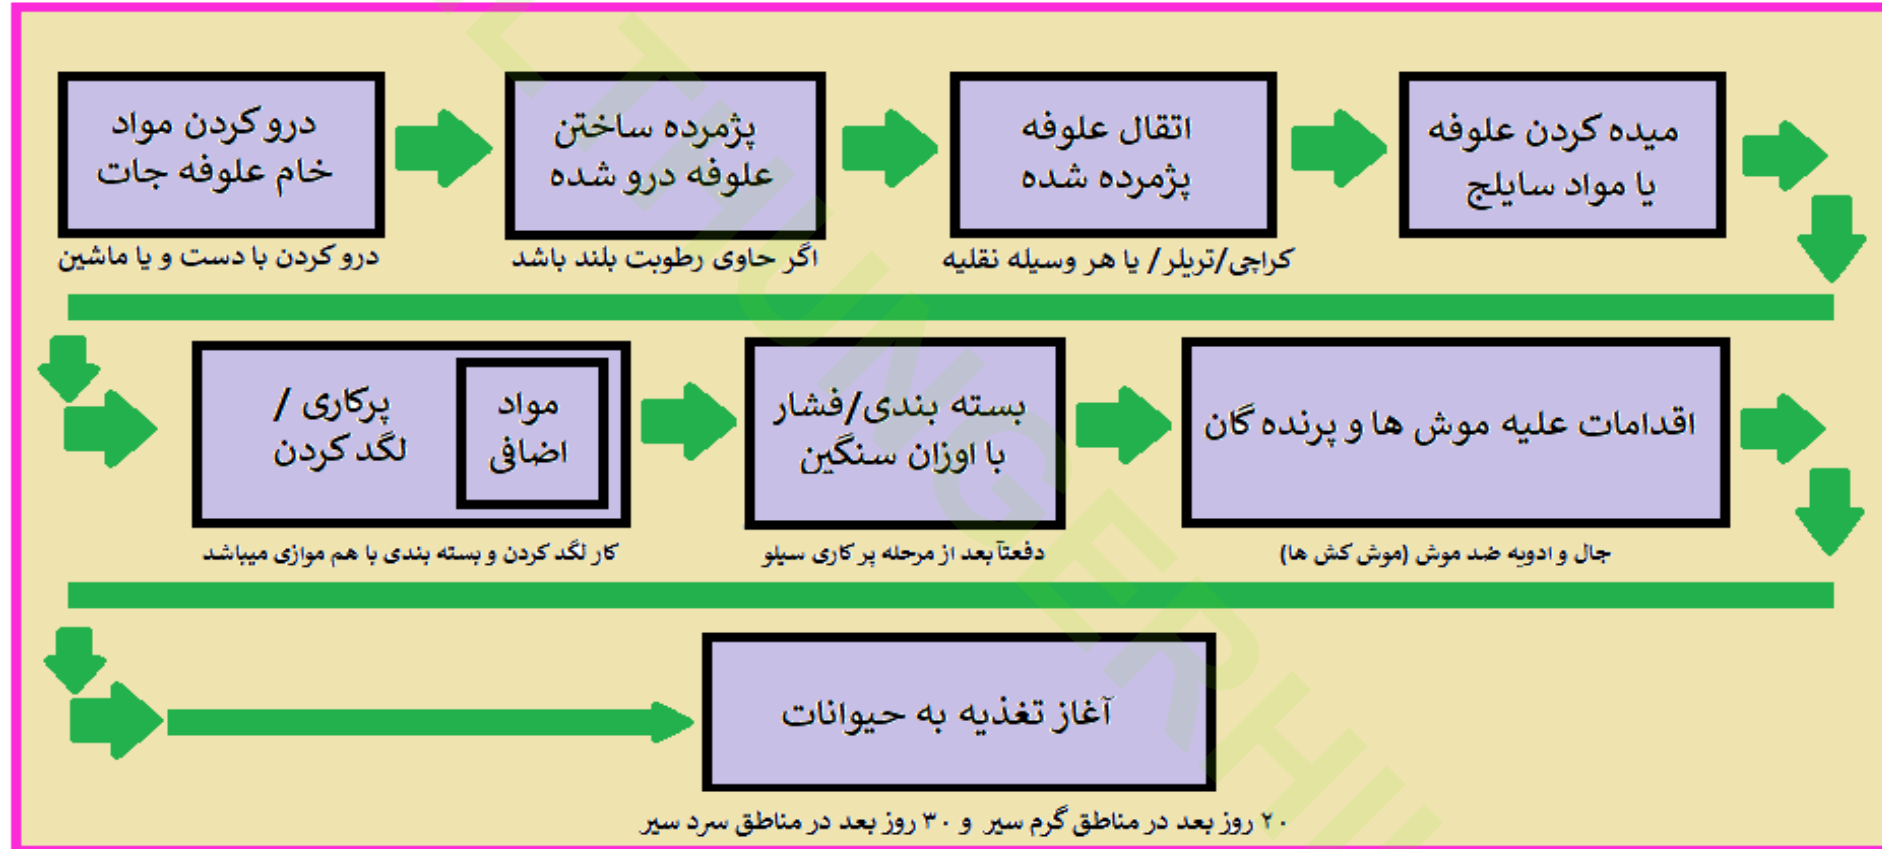 درو کردن مواد
خام علوفه جات
درو کردن با دست و یا ماشین
پژمرده ساختن
علوفه درو شده
اگر حاوی رطوبت بلند باشد
اتقال علوفه
پژمرده شده
کراچی/تریلر/ یا هر وسیله نقلیه
میده کردن علوفه
یا مواد سایلج
پرکاری /
لگد کردن
مواد
اضافی
کار لگد کردن و بسته بندی با هم موازی میباشد
بسته بندی/فشار
با اوزان سنگین
دفعتآ بعد از مرحله پر کاری سیلو
اقدامات علیه موش ها و پرنده گان
جال و ادویه ضد موش (موش کش ها)
آغاز تغذیه به حیوانات
۲۰ روز بعد در مناطق گرم سیر و ۳۰ روز بعد در مناطق سرد سیر
LTHUNGERHI